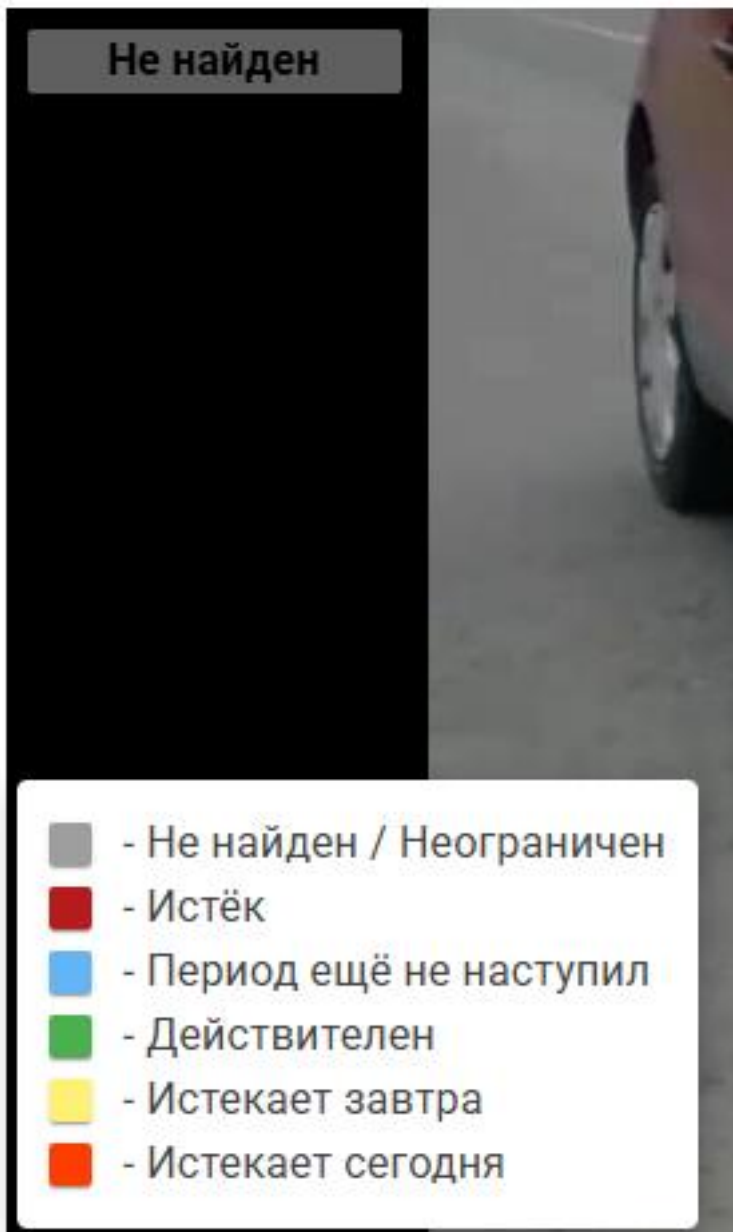 Не найден
- Не найден / Неограничен
- Истёк
- Период ещё не наступил
- Действителен
- Истекает завтра
- Истекает сегодня